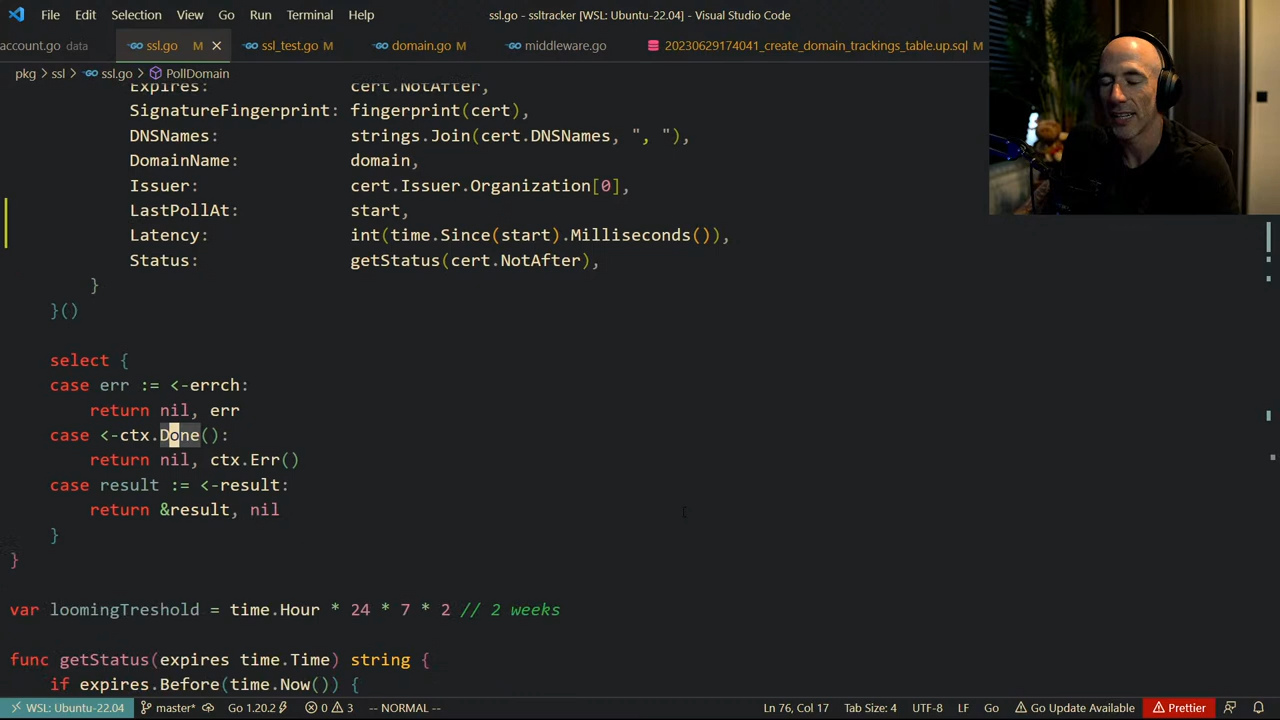 File Edit Selection View Go Run Terminal Help ssl.go - ssltracker [WSL: Ubuntu-22.04] - Visual Studio Code
account.go data ssl.go M ssl_test.go M domain.go M middleware.go 20230629174041_create_domain_trackings_table.up.sql M
pkg > ssl > ssl.go > PollDomain
Expires: cert.NotAfter,
SignatureFingerprint: fingerprint(cert),
DNSNames: strings.Join(cert.DNSNames, ", "),
DomainName: domain,
Issuer: cert.Issuer.Organization[0],
LastPollAt: start,
Latency: int(time.Since(start).Milliseconds()),
Status: getStatus(cert.NotAfter),
}
}()
select {
case err := <-errch:
return nil, err
case <-ctx.Done():
return nil, ctx.Err()
case result := <-result:
return &result, nil
}
}
var loomingTreshold = time.Hour * 24 * 7 * 2 // 2 weeks
func getStatus(expires time.Time) string {
if expires.Before(time.Now()) {
WSL: Ubuntu-22.04 master* Go 1.20.2 0 3 -- NORMAL -- Ln 76, Col 17 Tab Size: 4 UTF-8 LF Go Go Update Available Prettier